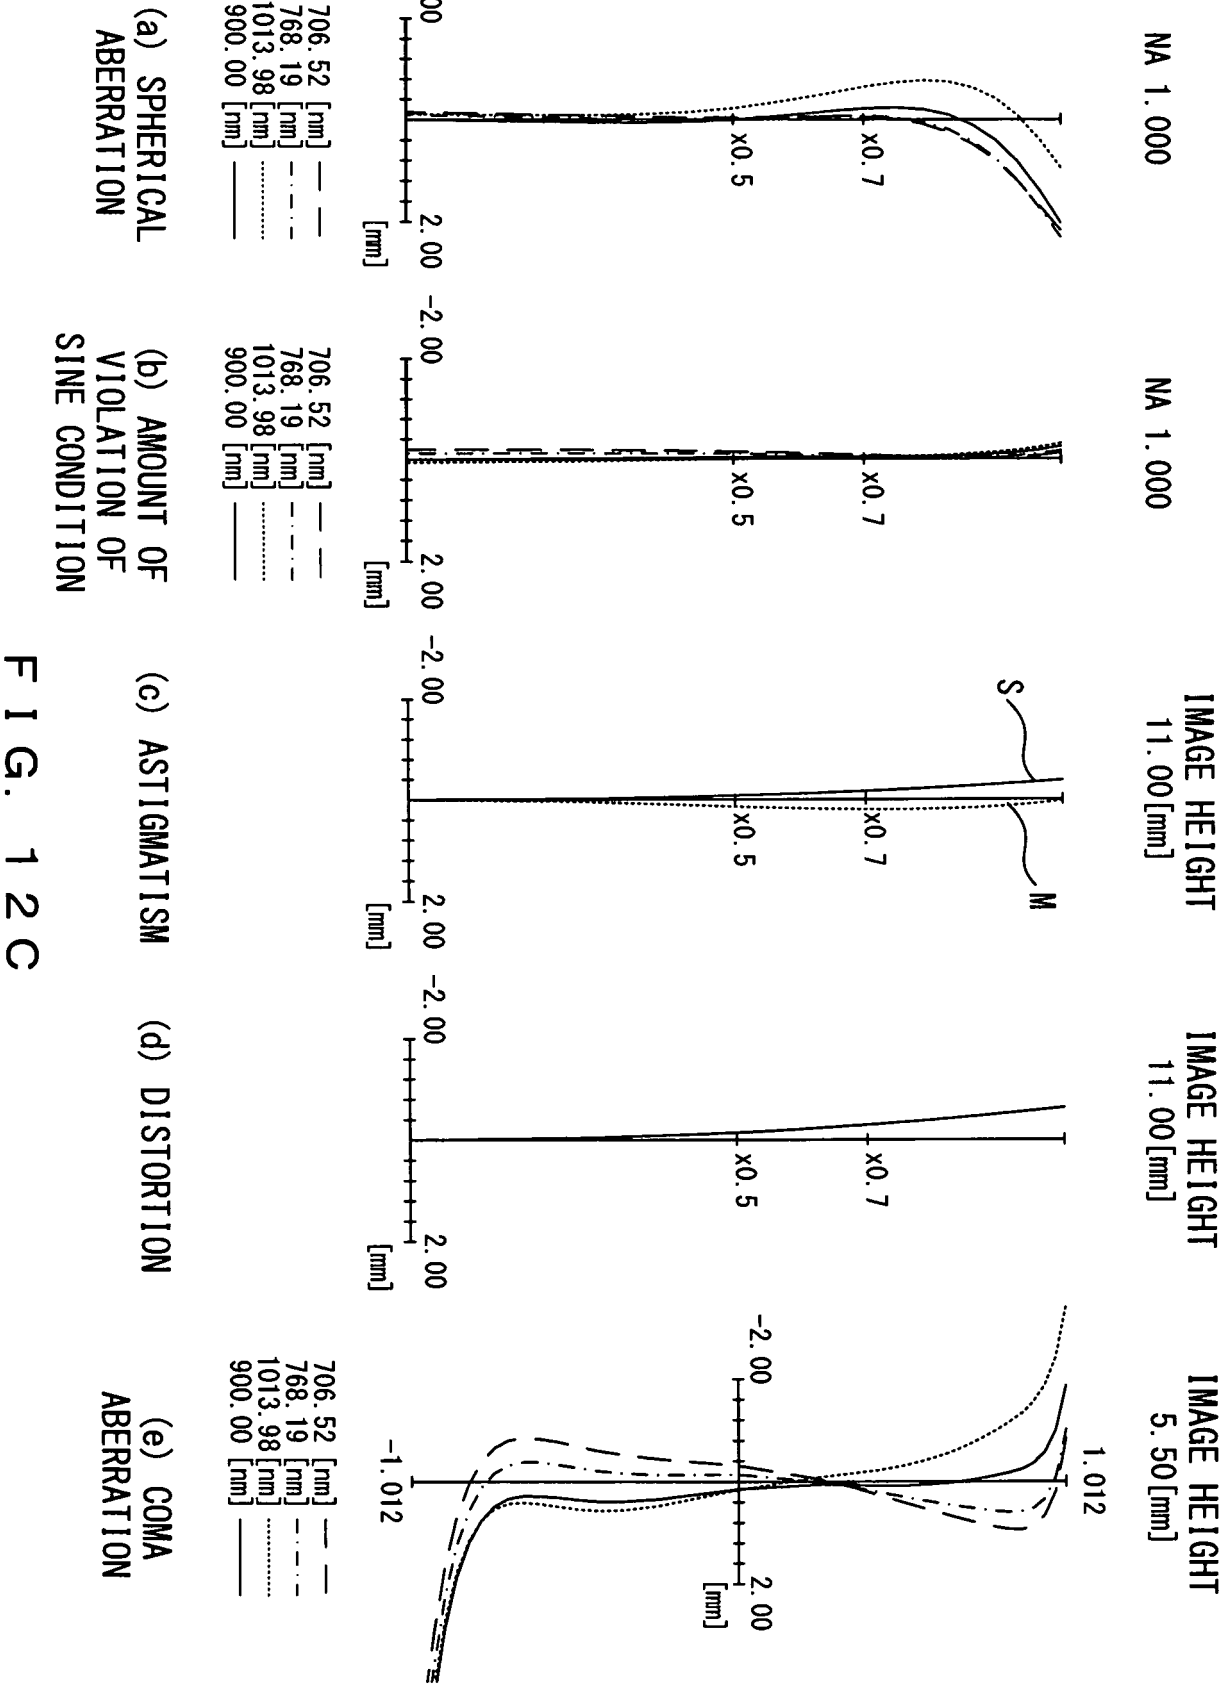 NA 1.000
00
2.00
[mm]
x0.5
x0.7
706.52 [nm]
768.19 [nm]
1013.98 [nm]
900.00 [nm]
(a) SPHERICAL
ABERRATION
NA 1.000
-2.00
2.00
[mm]
x0.5
x0.7
706.52 [nm]
768.19 [nm]
1013.98 [nm]
900.00 [nm]
(b) AMOUNT OF
VIOLATION OF
SINE CONDITION
IMAGE HEIGHT
11.00[mm]
S
M
x0.7
x0.5
-2.00
2.00
[mm]
(c) ASTIGMATISM
IMAGE HEIGHT
11.00[mm]
x0.7
x0.5
-2.00
2.00
[mm]
(d) DISTORTION
IMAGE HEIGHT
5.50[mm]
1.012
-2.00
2.00
[mm]
-1.012
706.52 [nm]
768.19 [nm]
1013.98 [nm]
900.00 [nm]
(e) COMA
ABERRATION
FIG. 12C